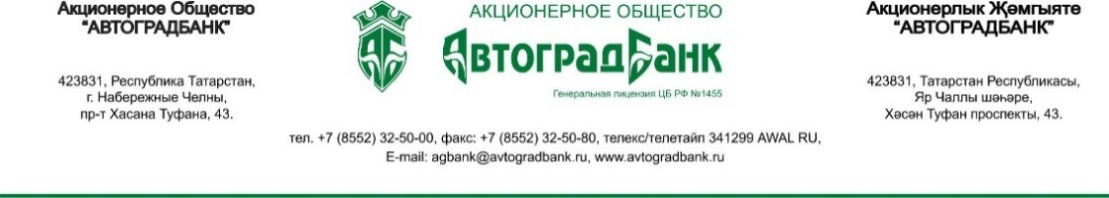 Акционерное Общество
“АВТОГРАДБАНК”
423831, Республика Татарстан,
г. Набережные Челны,
пр-т Хасана Туфана, 43.
АБ
АКЦИОНЕРНОЕ ОБЩЕСТВО
АвтоградБанк
Генеральная лицензия ЦБ РФ №1455
Акционерлык Җәмгыяте
“АВТОГРАДБАНК”
423831, Татарстан Республикасы,
Яр Чаллы шәһәре,
Хәсән Туфан проспекты, 43.
тел. +7 (8552) 32-50-00, факс: +7 (8552) 32-50-80, телекс/телетайп 341299 AWAL RU,
E-mail: agbank@avtogradbank.ru, www.avtogradbank.ru